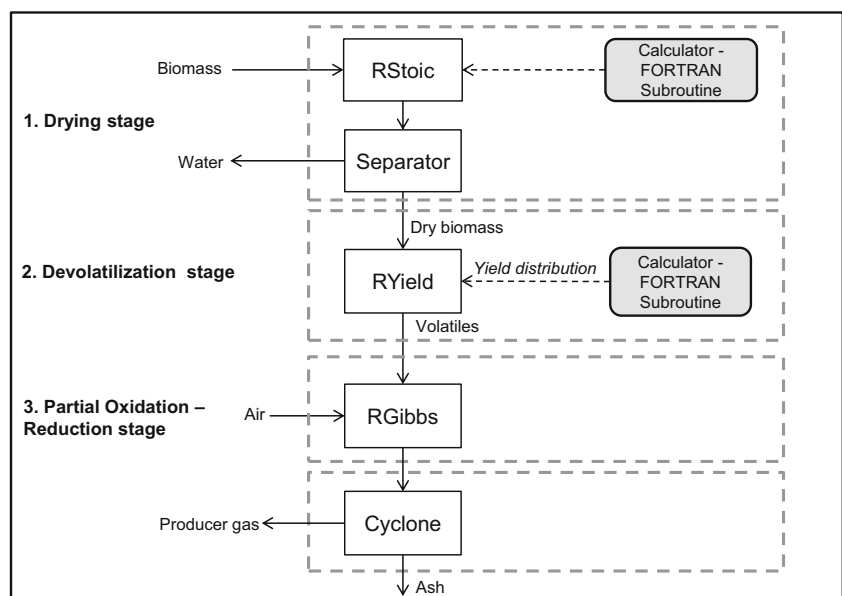 Biomass
RStoic
Calculator -
FORTRAN
Subroutine
1. Drying stage
Water
Separator
Dry biomass
2. Devolatilization stage
RYield
Yield distribution
Calculator -
FORTRAN
Subroutine
Volatiles
3. Partial Oxidation –
Reduction stage
Air
RGibbs
Producer gas
Cyclone
Ash